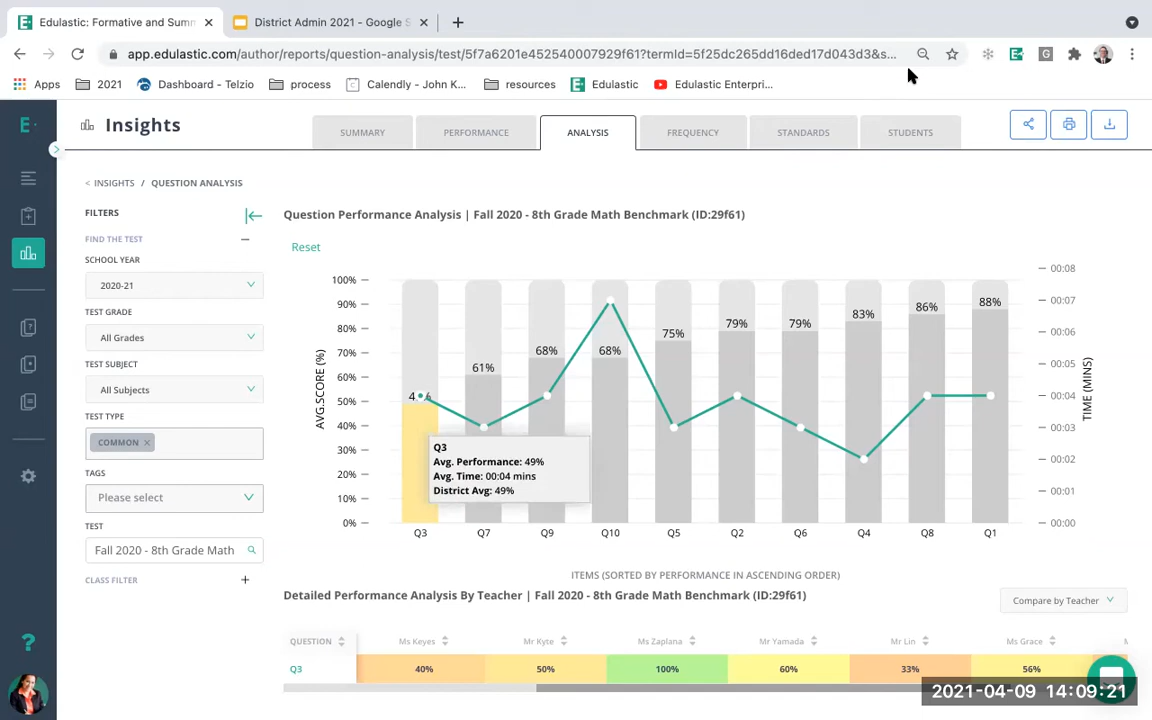 Edulastic: Formative and Summ
District Admin 2021 - Google S
app.edulastic.com/author/reports/question-analysis/test/5f7a6201e452540007929f61?termId=5f25dc265dd16ded17d043d3&s...
Apps
2021
Dashboard - Telzio
process
Calendly - John K...
resources
Edulastic
Edulastic Enterpri...
Insights
SUMMARY
PERFORMANCE
ANALYSIS
FREQUENCY
STANDARDS
STUDENTS
< INSIGHTS / QUESTION ANALYSIS
FILTERS
FIND THE TEST
SCHOOL YEAR
2020-21
TEST GRADE
All Grades
TEST SUBJECT
All Subjects
TEST TYPE
COMMON ×
TAGS
Please select
TEST
Fall 2020 - 8th Grade Math
CLASS FILTER
Question Performance Analysis | Fall 2020 - 8th Grade Math Benchmark (ID:29f61)
Reset
AVG.SCORE (%)
100%
90%
80%
70%
60%
50%
40%
30%
20%
10%
0%
61%
68%
68%
75%
79%
79%
83%
86%
88%
Q3
Avg. Performance: 49%
Avg. Time: 00:04 mins
District Avg: 49%
00:08
00:07
00:06
00:05
00:04
00:03
00:02
00:01
00:00
TIME (MINS)
Q3 Q7 Q9 Q10 Q5 Q2 Q6 Q4 Q8 Q1
ITEMS (SORTED BY PERFORMANCE IN ASCENDING ORDER)
Detailed Performance Analysis By Teacher | Fall 2020 - 8th Grade Math Benchmark (ID:29f61)
Compare by Teacher
QUESTION Ms Keyes Mr Kyte Ms Zaplana Mr Yamada Mr Lin Ms Grace
Q3 40% 50% 100% 60% 33% 56%
2021-04-09 14:09:21